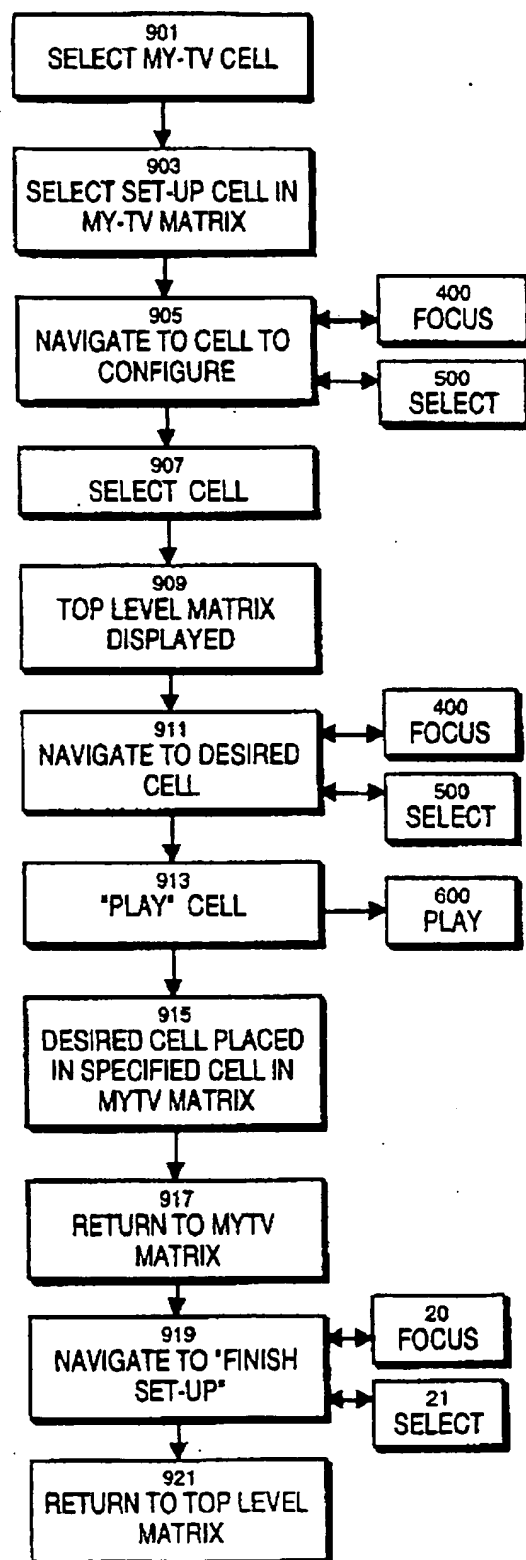 901
SELECT MY-TV CELL
903
SELECT SET-UP CELL IN
MY-TV MATRIX
905
NAVIGATE TO CELL TO
CONFIGURE
400
FOCUS
500
SELECT
907
SELECT CELL
909
TOP LEVEL MATRIX
DISPLAYED
911
NAVIGATE TO DESIRED
CELL
400
FOCUS
500
SELECT
913
"PLAY" CELL
600
PLAY
915
DESIRED CELL PLACED
IN SPECIFIED CELL IN
MYTV MATRIX
917
RETURN TO MYTV
MATRIX
919
NAVIGATE TO "FINISH
SET-UP"
20
FOCUS
21
SELECT
921
RETURN TO TOP LEVEL
MATRIX